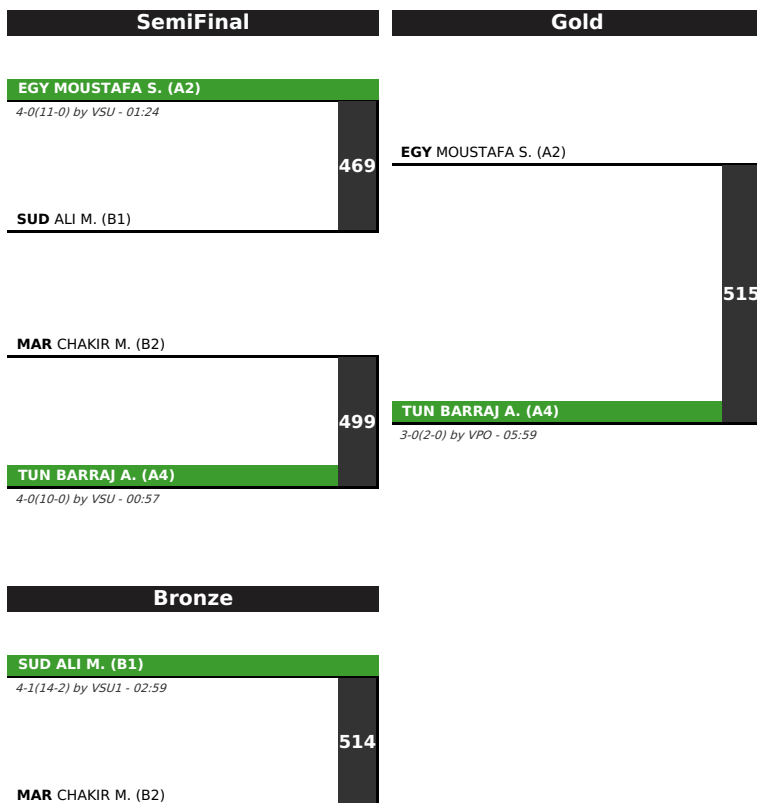 SemiFinal
EGY MOUSTAFA S. (A2)
4-0(11-0) by VSU - 01:24
469
SUD ALI M. (B1)
MAR CHAKIR M. (B2)
499
TUN BARRAJ A. (A4)
4-0(10-0) by VSU - 00:57
Gold
EGY MOUSTAFA S. (A2)
515
TUN BARRAJ A. (A4)
3-0(2-0) by VPO - 05:59
Bronze
SUD ALI M. (B1)
4-1(14-2) by VSU1 - 02:59
514
MAR CHAKIR M. (B2)